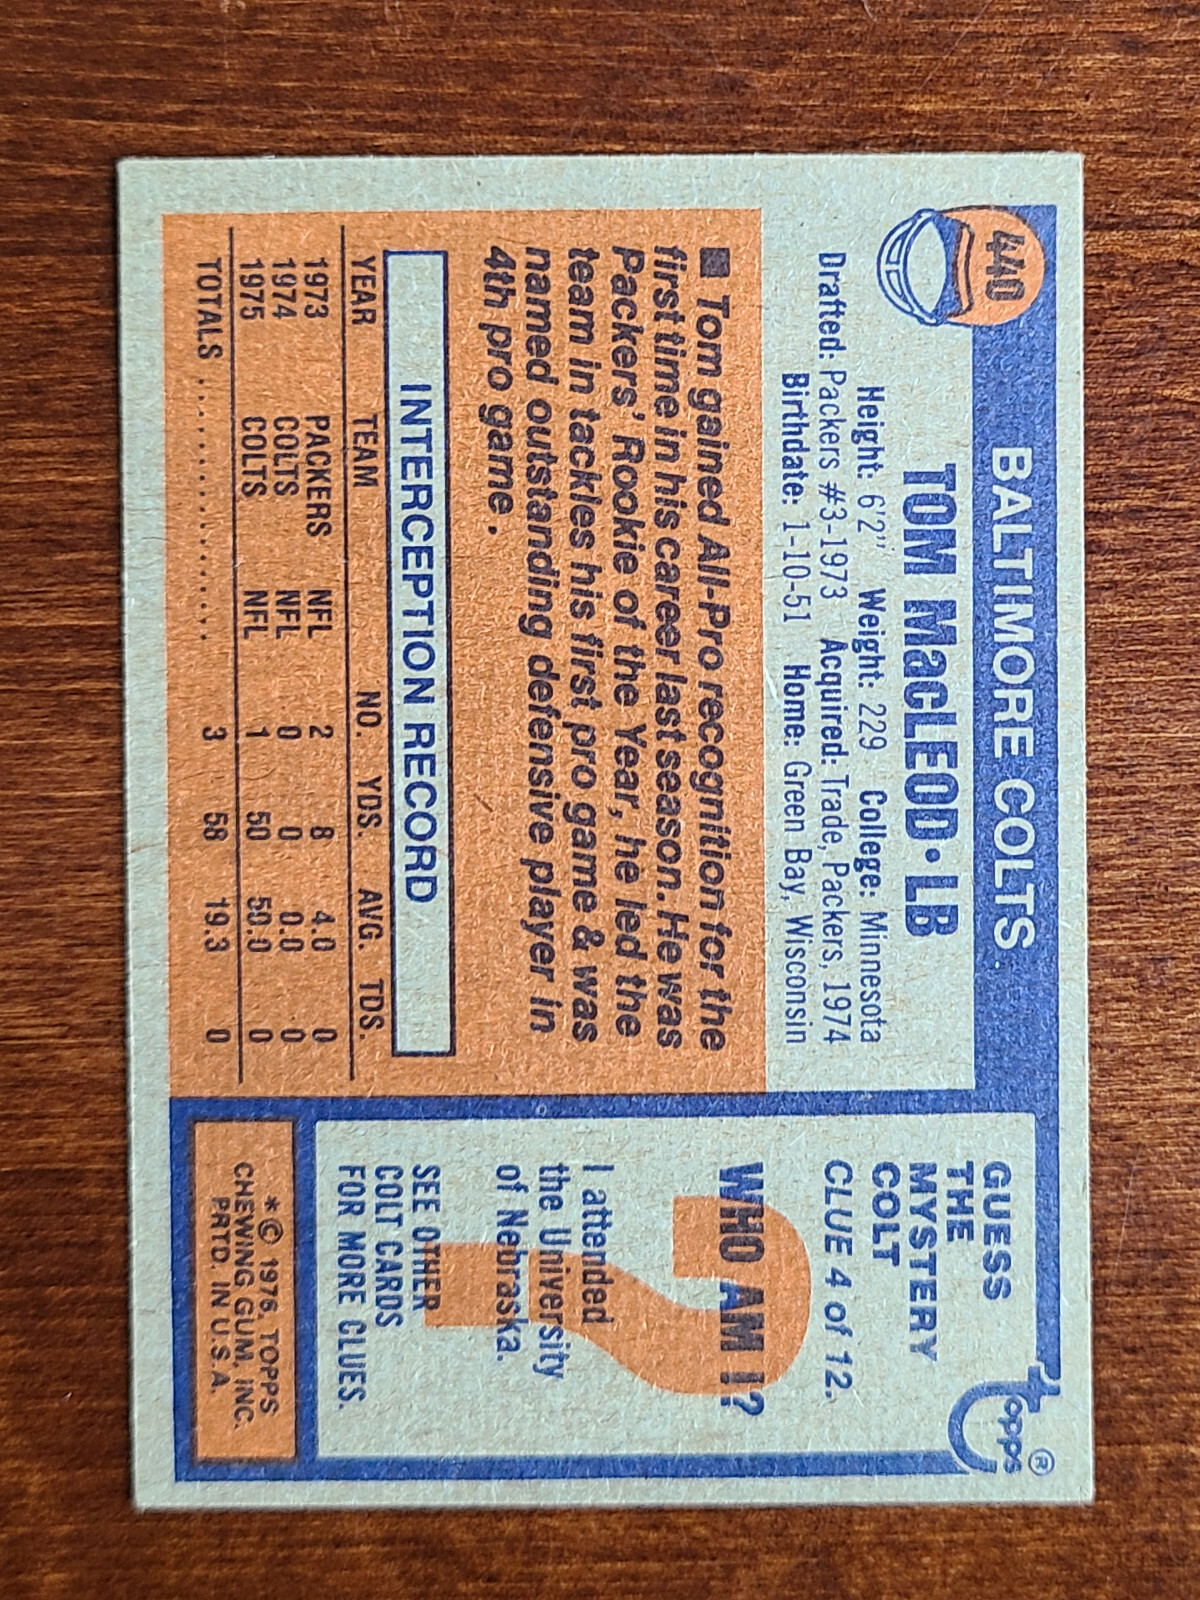 440
BALTIMORE COLTS
TOM MacLEOD•LB
Height: 6'2" Weight: 229 College: Minnesota
Drafted: Packers #3-1973 Acquired: Trade, Packers, 1974
Birthdate: 1-10-51 Home: Green Bay, Wisconsin
■ Tom gained All-Pro recognition for the
first time in his career last season. He was
Packers' Rookie of the Year, he led the
team in tackles his first pro game & was
named outstanding defensive player in
4th pro game.
INTERCEPTION RECORD
YEAR TEAM NO. YDS. AVG. TDS.
1973 PACKERS NFL 2 8 4.0 0
1974 COLTS NFL 0 0 0.0 0
1975 COLTS NFL 1 50 50.0 0
TOTALS .................... 3 58 19.3 0
Topps®
GUESS
THE
MYSTERY
COLT
CLUE 4 of 12.
WHO AM I?
I attended
the University
of Nebraska.
SEE OTHER
COLT CARDS
FOR MORE CLUES.
*© 1976, TOPPS
CHEWING GUM, INC.
PRTD. IN U.S.A.